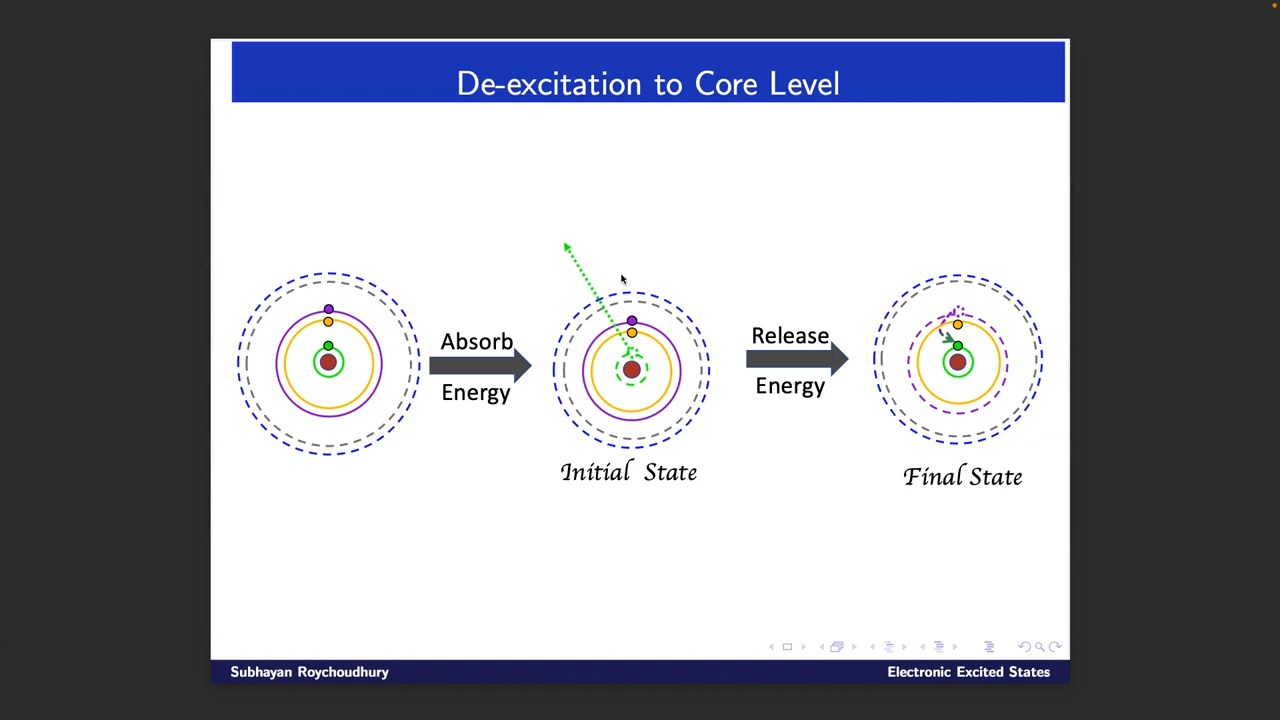 De-excitation to Core Level
Absorb
Energy
Initial State
Release
Energy
Final State
Subhayan Roychoudhury
Electronic Excited States